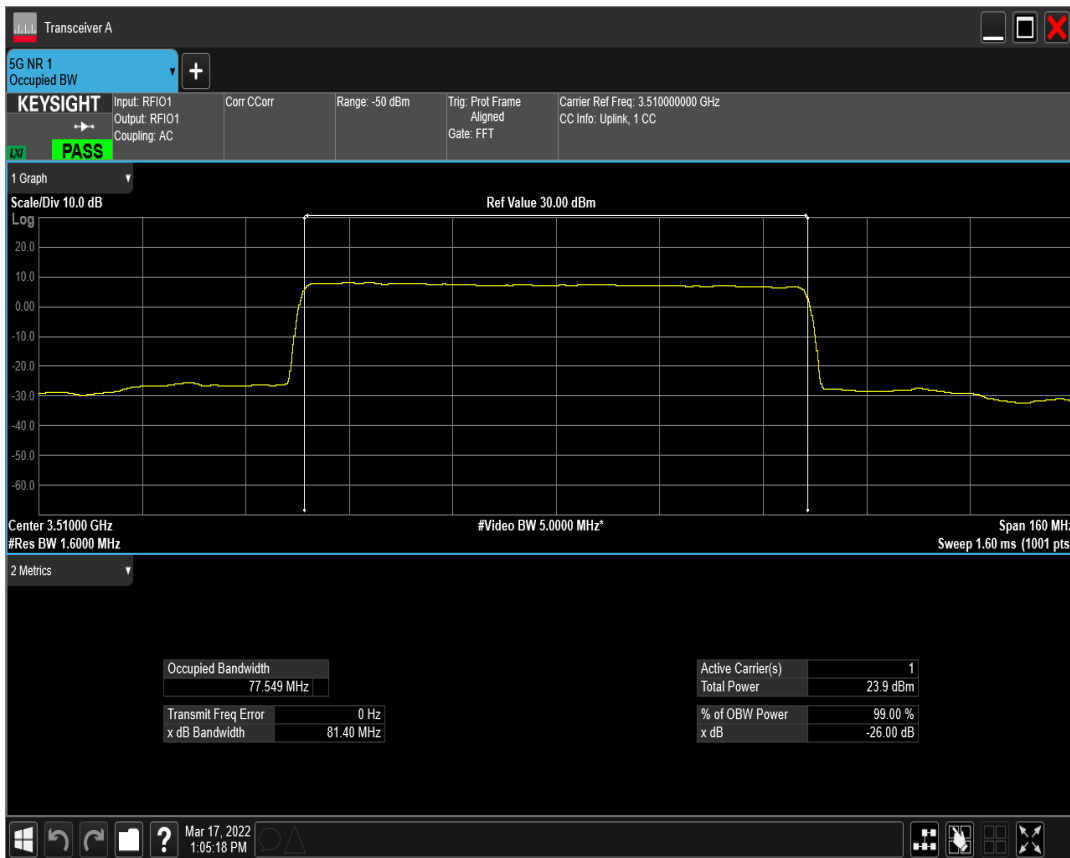 Transceiver A
5G NR 1
Occupied BW
KEYSIGHT
LXI
PASS
Input: RFIO1
Output: RFIO1
Coupling: AC
Corr CCorr
Range: -50 dBm
Trig: Prot Frame
Aligned
Gate: FFT
Carrier Ref Freq: 3.510000000 GHz
CC Info: Uplink, 1 CC
1 Graph
Scale/Div 10.0 dB
Ref Value 30.00 dBm
Log
20.0
10.0
0.00
-10.0
-20.0
-30.0
-40.0
-50.0
-60.0
Center 3.51000 GHz
#Video BW 5.0000 MHz*
Span 160 MHz
#Res BW 1.6000 MHz
Sweep 1.60 ms (1001 pts
2 Metrics
Occupied Bandwidth
77.549 MHz
Transmit Freq Error 0 Hz
x dB Bandwidth 81.40 MHz
Active Carrier(s) 1
Total Power 23.9 dBm
% of OBW Power 99.00 %
x dB -26.00 dB
?
Mar 17, 2022
1:05:18 PM